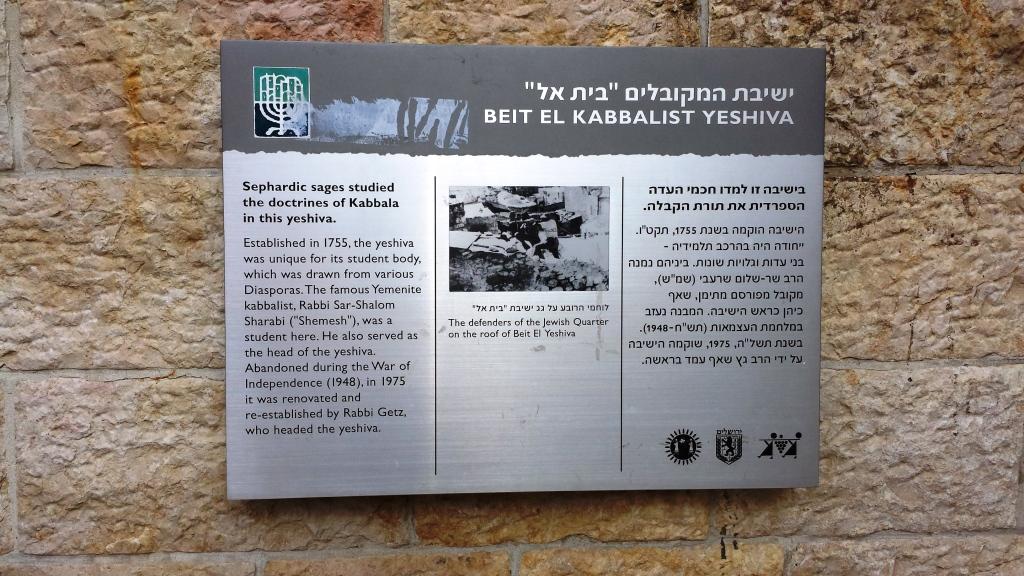 ישיבת המקובלים "בית אל"
BEIT EL KABBALIST YESHIVA
Sephardic sages studied
the doctrines of Kabbala
in this yeshiva.
Established in 1755, the yeshiva
was unique for its student body,
which was drawn from various
Diasporas. The famous Yemenite
kabbalist, Rabbi Sar-Shalom
Sharabi ("Shemesh"), was a
student here. He also served as
the head of the yeshiva.
Abandoned during the War of
Independence (1948), in 1975
it was renovated and
re-established by Rabbi Getz,
who headed the yeshiva.
לוחמי הרובע על גג ישיבת "בית אל"
The defenders of the Jewish Quarter
on the roof of Beit El Yeshiva
בישיבה זו למדו חכמי העדה
הספרדית את תורת הקבלה.
הישיבה הוקמה בשנת 1755, תקט"ו.
ייחודה היה בהרכב תלמידיה -
בני עדות וגלויות שונות. ביניהם נמנה
הרב שר-שלום שרעבי (שמ"ש),
מקובל מפורסם מתימן, שאף
כיהן כראש הישיבה. המבנה נעזב
במלחמת העצמאות (תש"ח-1948).
בשנת תשל"ה, 1975, שוקמה הישיבה
על ידי הרב גץ שאף עמד בראשה.
ירושלים